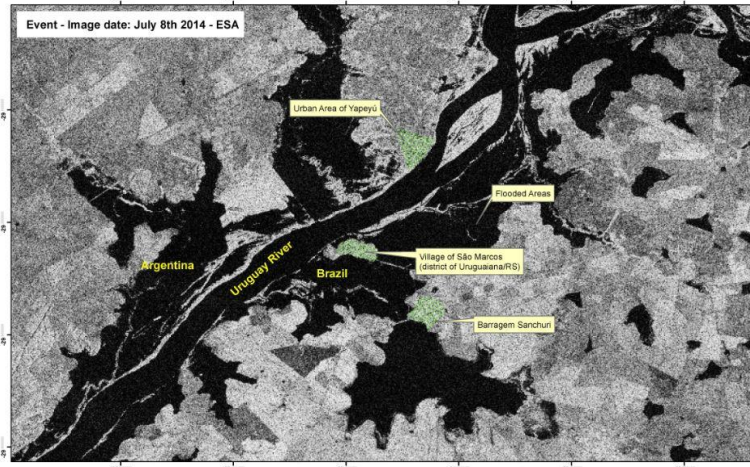 Event - Image date: July 8th 2014 - ESA
Urban Area of Yapeyú
Flooded Areas
Village of São Marcos
(district of Uruguaiana/RS)
Argentina
Uruguay River
Brazil
Barragem Sanchuri